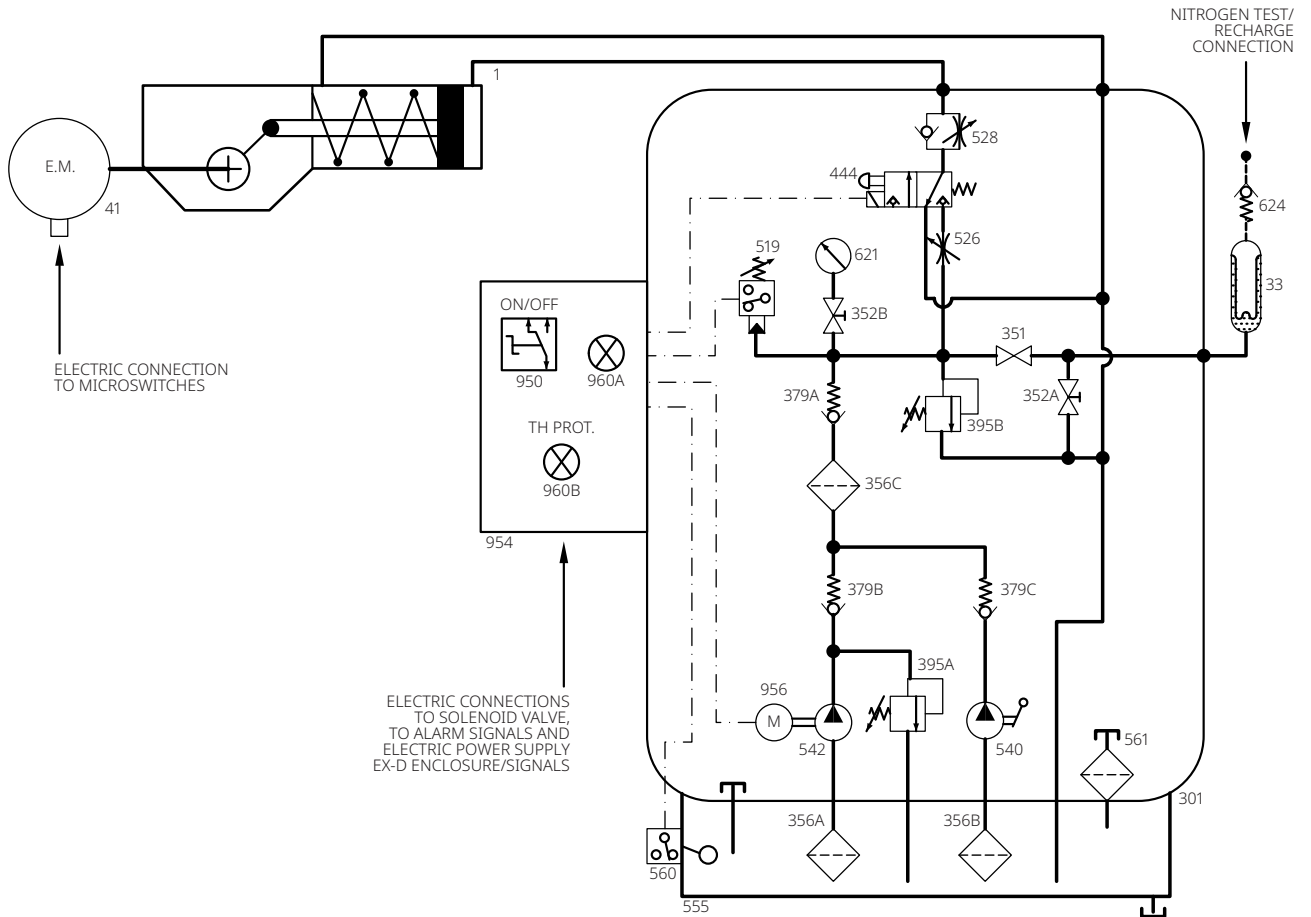 NITROGEN TEST/
RECHARGE
CONNECTION
1
528
E.M.
444
624
41
526
519
621
33
ON/OFF
352B
351
950
960A
ELECTRIC CONNECTION
TO MICROSWITCHES
379A
352A
395B
TH PROT.
960B
356C
954
379B
379C
395A
956
M
ELECTRIC CONNECTIONS
TO SOLENOID VALVE,
TO ALARM SIGNALS AND
ELECTRIC POWER SUPPLY
EX-D ENCLOSURE/SIGNALS
542
540
561
301
356A
356B
560
555